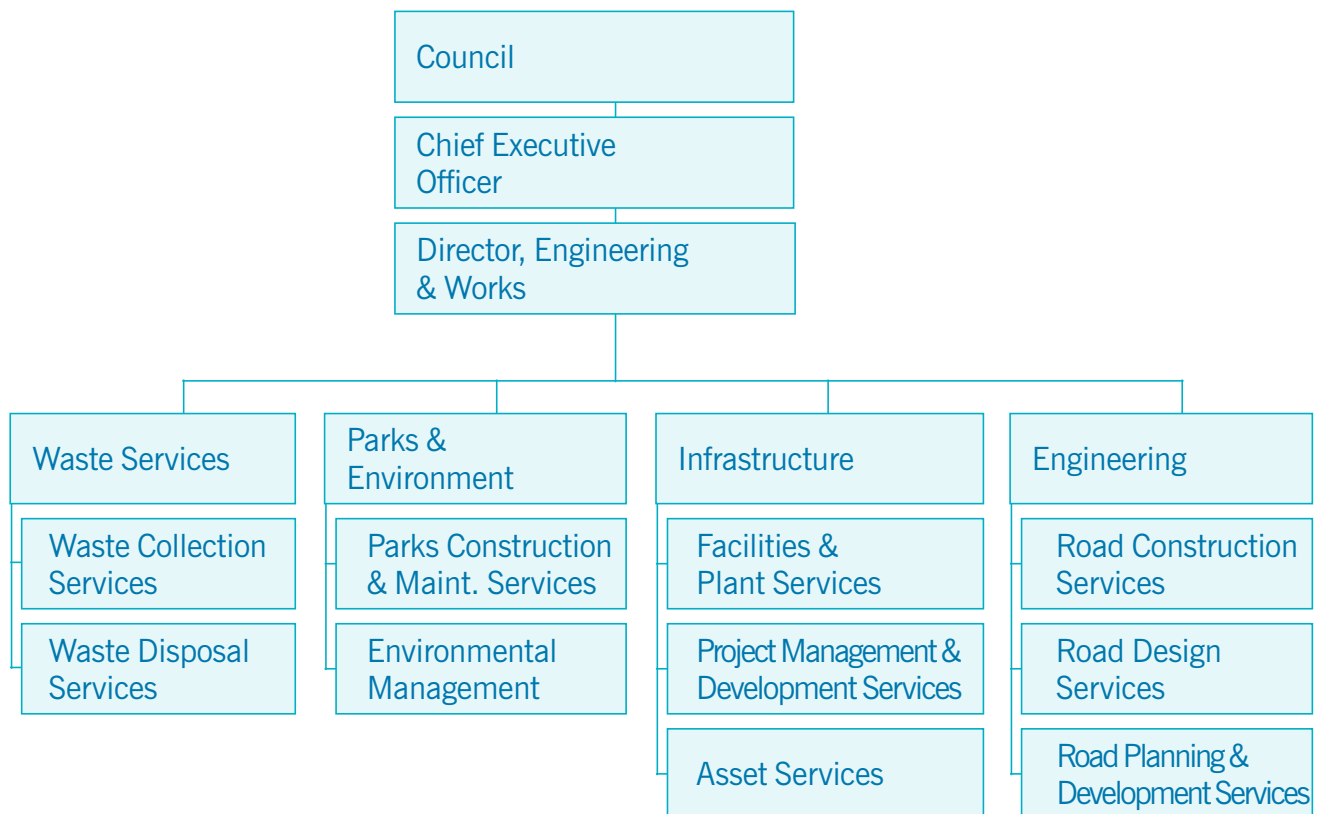 Council
Chief Executive
Officer
Director, Engineering
& Works
Waste Services
Waste Collection
Services
Waste Disposal
Services
Parks &
Environment
Parks Construction
& Maint. Services
Environmental
Management
Infrastructure
Facilities &
Plant Services
Project Management &
Development Services
Asset Services
Engineering
Road Construction
Services
Road Design
Services
Road Planning &
Development Services